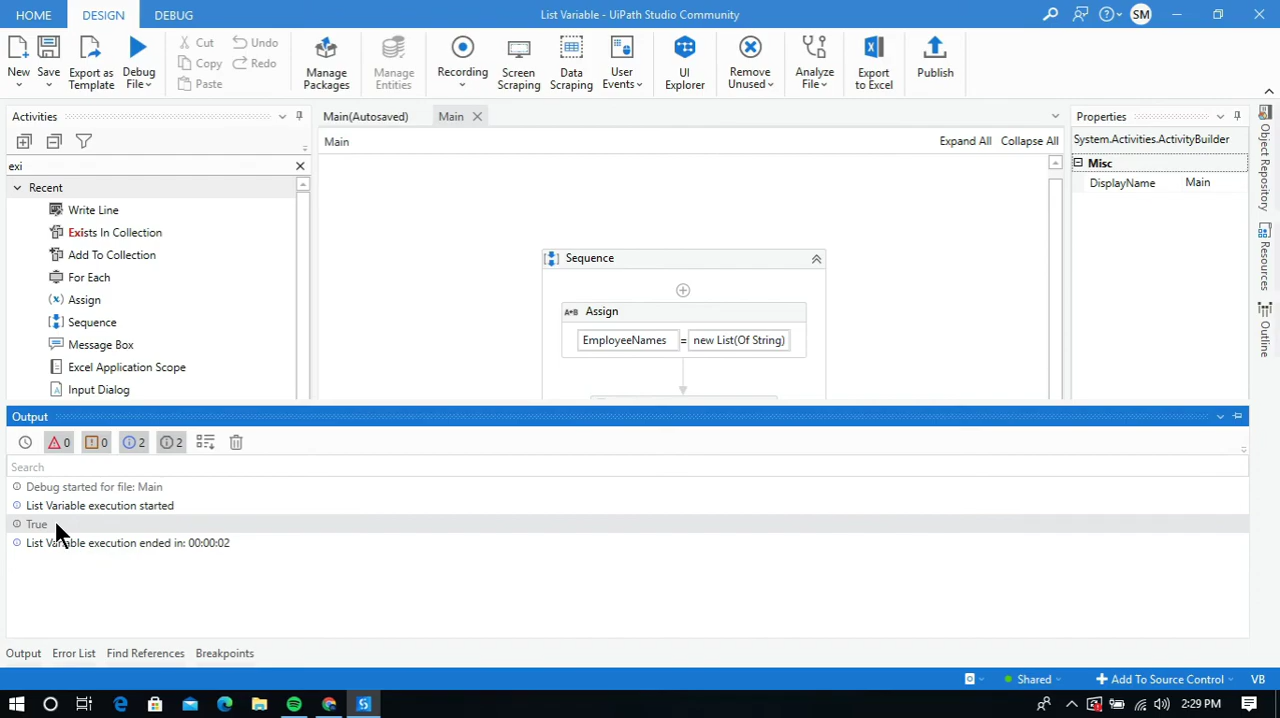 HOME
DESIGN
DEBUG
List Variable - UiPath Studio Community
SM
New
Save
Export as Template
Debug File
Cut
Copy
Paste
Undo
Redo
Manage Packages
Manage Entities
Recording
Screen Scraping
Data Scraping
User Events
UI Explorer
Remove Unused
Analyze File
Export to Excel
Publish
Activities
exi
Recent
Write Line
Exists In Collection
Add To Collection
For Each
Assign
Sequence
Message Box
Excel Application Scope
Input Dialog
Main(Autosaved)
Main
Main
Expand All
Collapse All
Sequence
A+B Assign
EmployeeNames = new List(Of String)
Properties
System.Activities.ActivityBuilder
Misc
DisplayName Main
Object Repository
Resources
Outline
Output
0
0
2
2
Search
Debug started for file: Main
List Variable execution started
True
List Variable execution ended in: 00:00:02
Output
Error List
Find References
Breakpoints
Shared
Add To Source Control
VB
2:29 PM